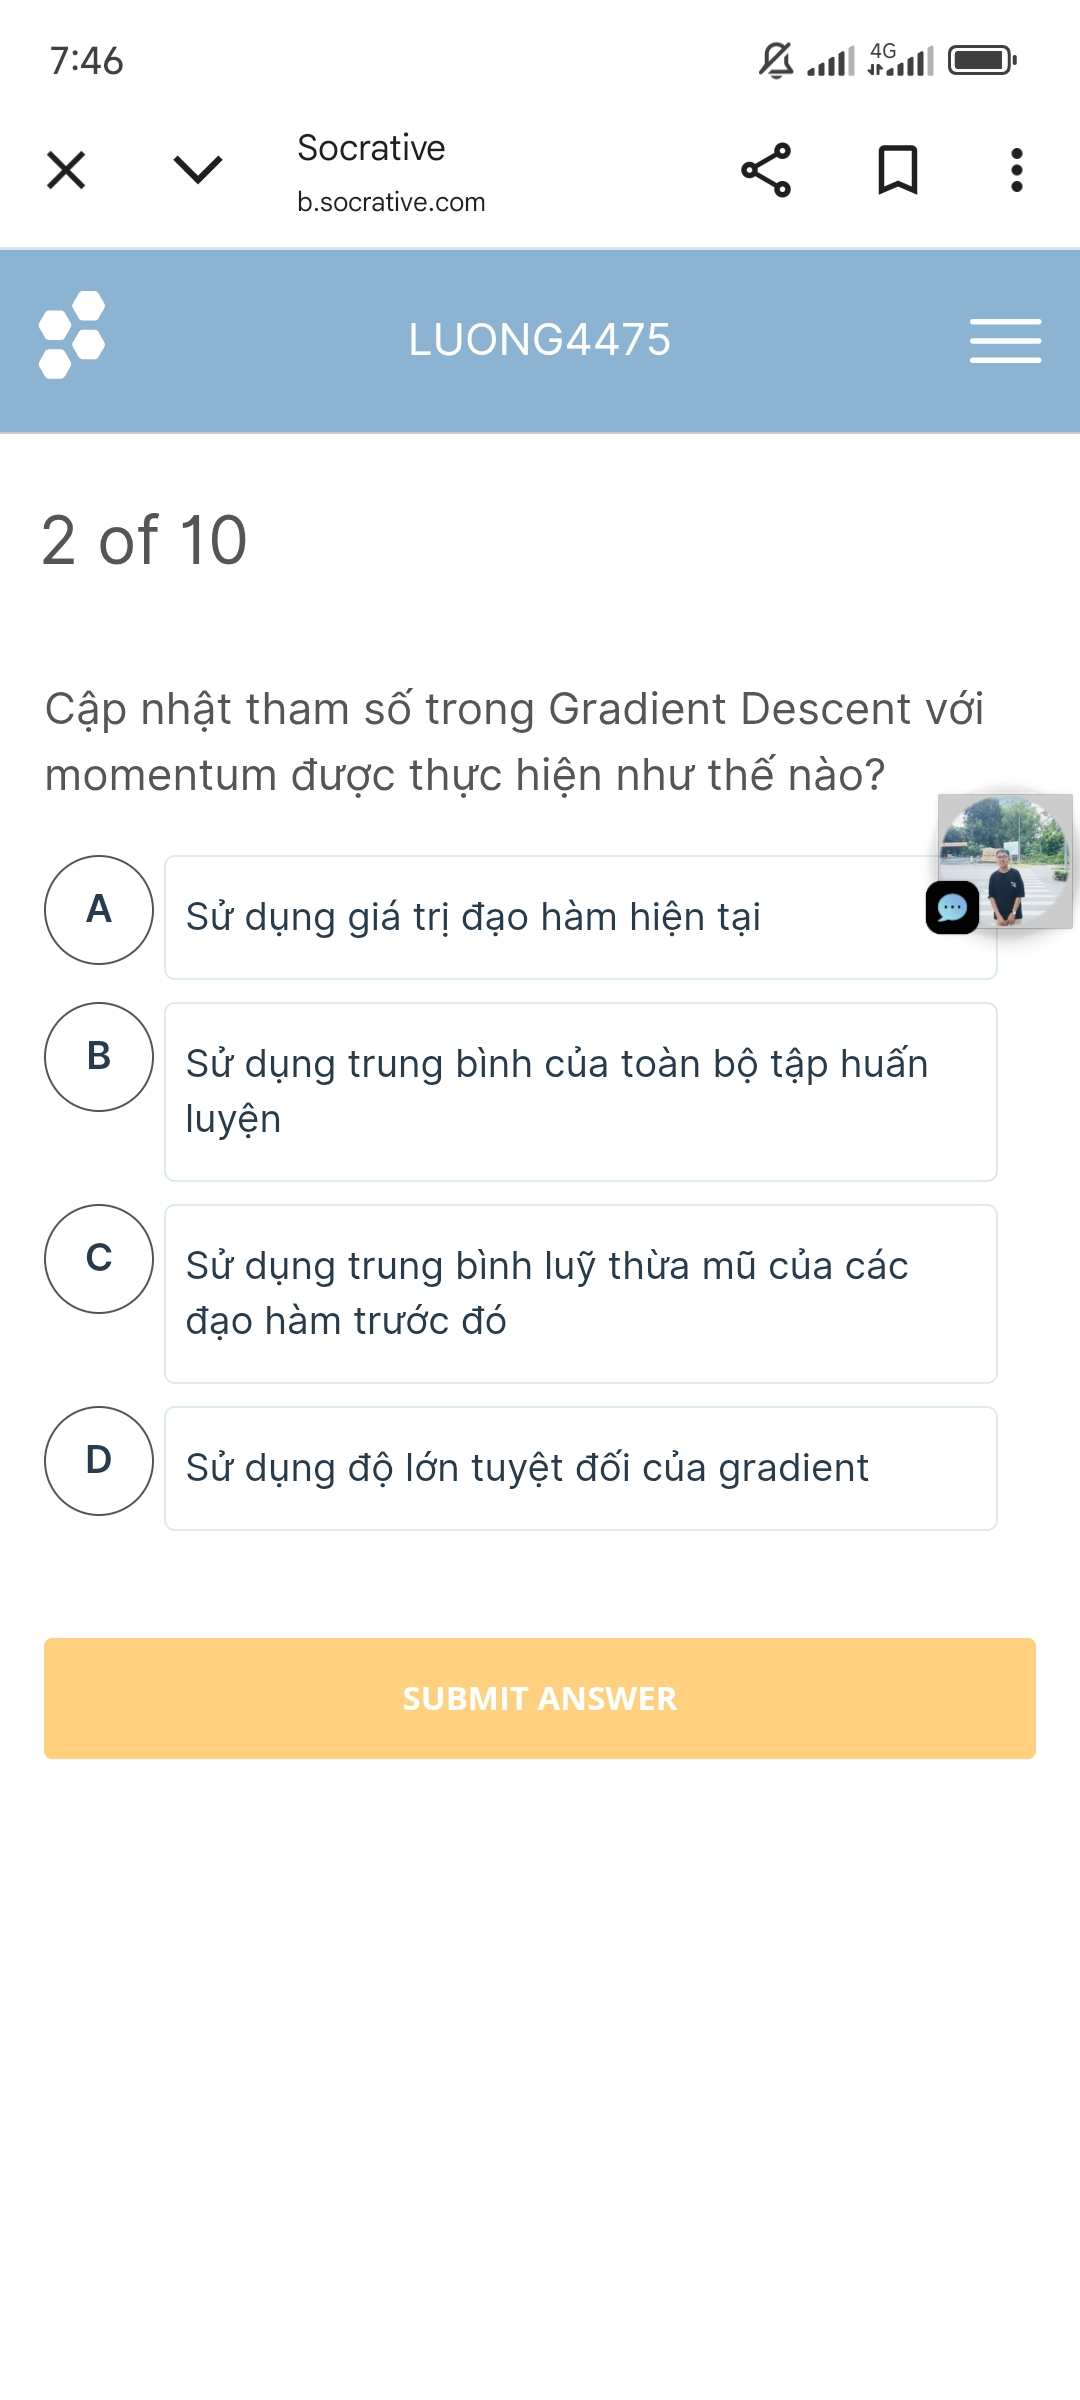 7:46
4G
Socrative
b.socrative.com
LUONG4475
2 of 10
Cập nhật tham số trong Gradient Descent với
momentum được thực hiện như thế nào?
A
Sử dụng giá trị đạo hàm hiện tại
B
Sử dụng trung bình của toàn bộ tập huấn
luyện
C
Sử dụng trung bình luỹ thừa mũ của các
đạo hàm trước đó
D
Sử dụng độ lớn tuyệt đối của gradient
SUBMIT ANSWER